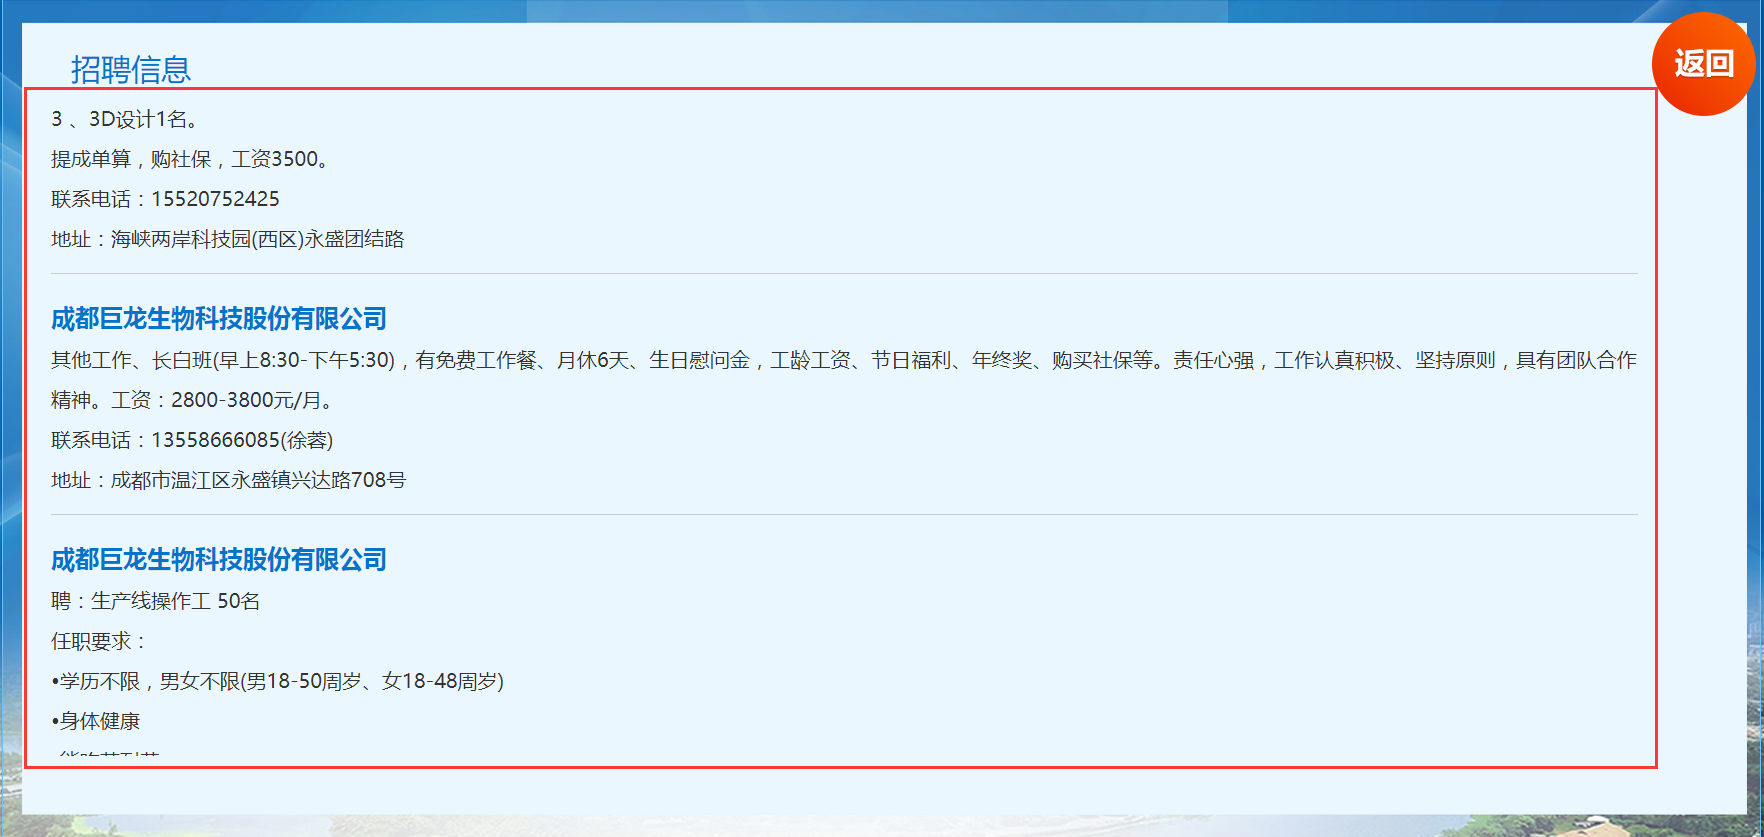 招聘信息
返回
3 、3D设计1名。
提成单算，购社保，工资3500。
联系电话：15520752425
地址：海峡两岸科技园(西区)永盛团结路
成都巨龙生物科技股份有限公司
其他工作、长白班(早上8:30-下午5:30)，有免费工作餐、月休6天、生日慰问金，工龄工资、节日福利、年终奖、购买社保等。责任心强，工作认真积极、坚持原则，具有团队合作
精神。工资：2800-3800元/月。
联系电话：13558666085(徐蓉)
地址：成都市温江区永盛镇兴达路708号
成都巨龙生物科技股份有限公司
聘：生产线操作工 50名
任职要求：
•学历不限，男女不限(男18-50周岁、女18-48周岁)
•身体健康